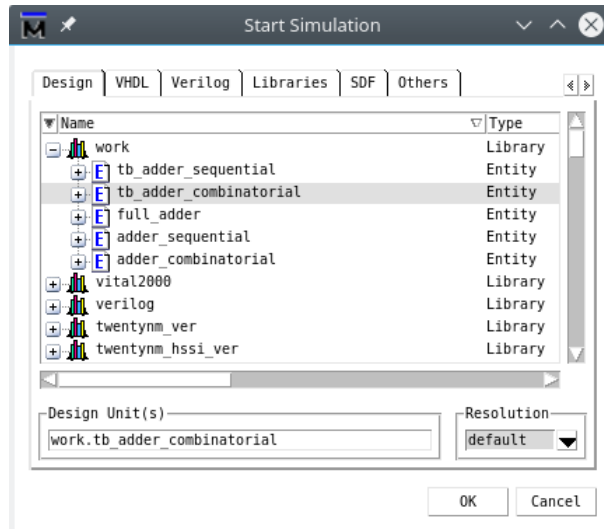 Start Simulation
Design VHDL Verilog Libraries SDF Others
Name Type
work Library
tb_adder_sequential Entity
tb_adder_combinatorial Entity
full_adder Entity
adder_sequential Entity
adder_combinatorial Entity
vital2000 Library
verilog Library
twentynm_ver Library
twentynm_hssi_ver Library
Design Unit(s) Resolution
work.tb_adder_combinatorial default
OK Cancel